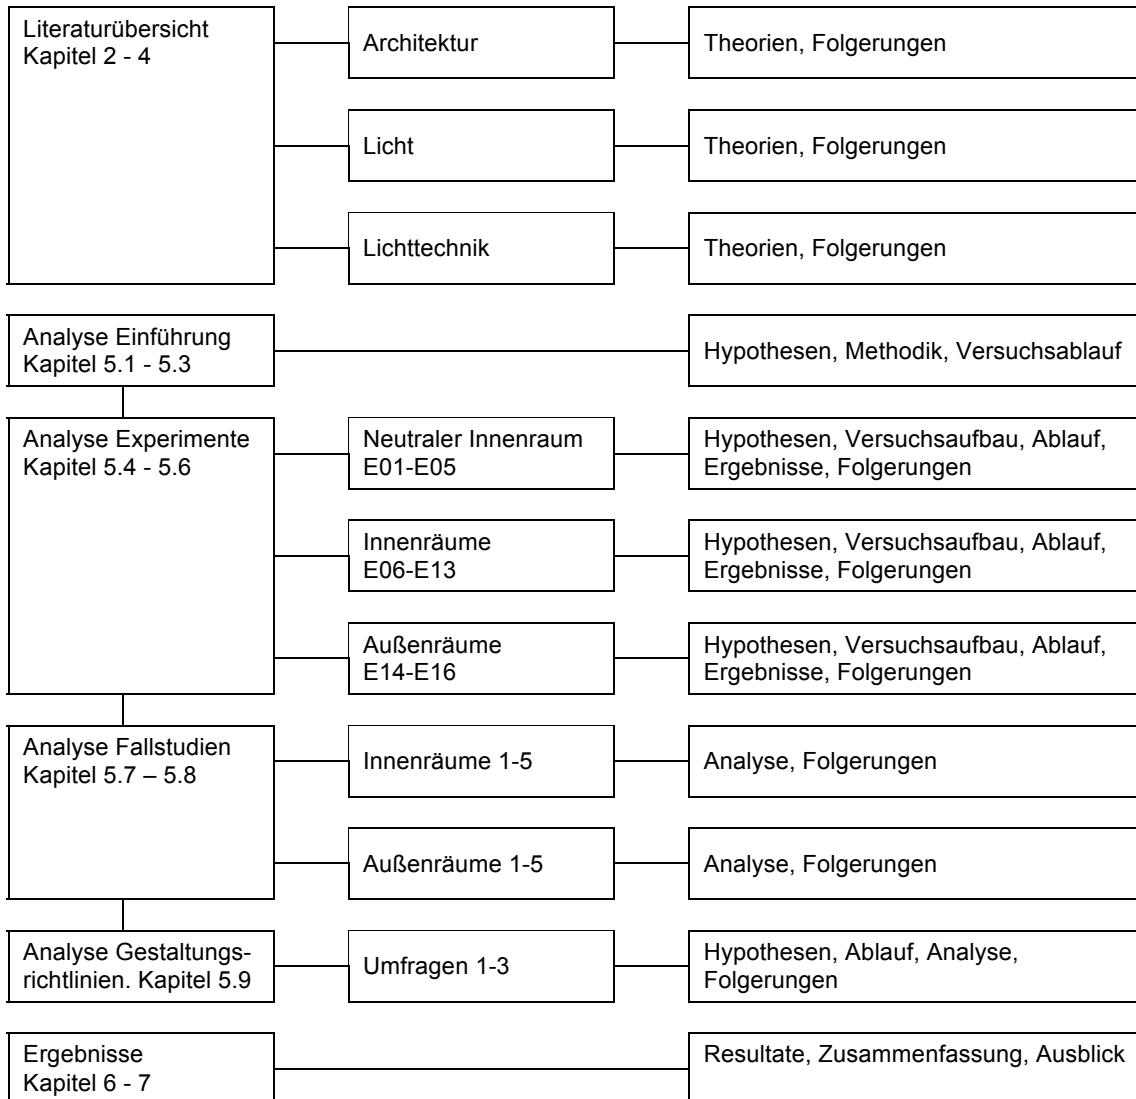 Literaturübersicht
Kapitel 2 - 4
Architektur
Theorien, Folgerungen
Licht
Theorien, Folgerungen
Lichttechnik
Theorien, Folgerungen
Analyse Einführung
Kapitel 5.1 - 5.3
Hypothesen, Methodik, Versuchsablauf
Analyse Experimente
Kapitel 5.4 - 5.6
Neutraler Innenraum
E01-E05
Hypothesen, Versuchsaufbau, Ablauf,
Ergebnisse, Folgerungen
Innenräume
E06-E13
Hypothesen, Versuchsaufbau, Ablauf,
Ergebnisse, Folgerungen
Außenräume
E14-E16
Hypothesen, Versuchsaufbau, Ablauf,
Ergebnisse, Folgerungen
Analyse Fallstudien
Kapitel 5.7 – 5.8
Innenräume 1-5
Analyse, Folgerungen
Außenräume 1-5
Analyse, Folgerungen
Analyse Gestaltungs-
richtlinien. Kapitel 5.9
Umfragen 1-3
Hypothesen, Ablauf, Analyse,
Folgerungen
Ergebnisse
Kapitel 6 - 7
Resultate, Zusammenfassung, Ausblick